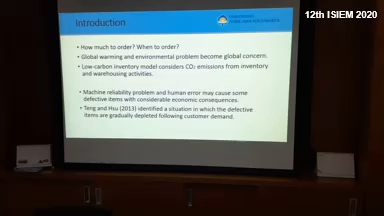 12th ISIEM 2020
Introduction
• How much to order? When to order?
• Global warming and environmental problem become global concern.
• Low-carbon inventory model considers CO₂ emissions from inventory
and warehousing activities.
• Machine reliability problem and human error may cause some
defective items with considerable economic consequences.
• Teng and Hsu (2013) identified a situation in which the defective
items are gradually depleted following customer demand.